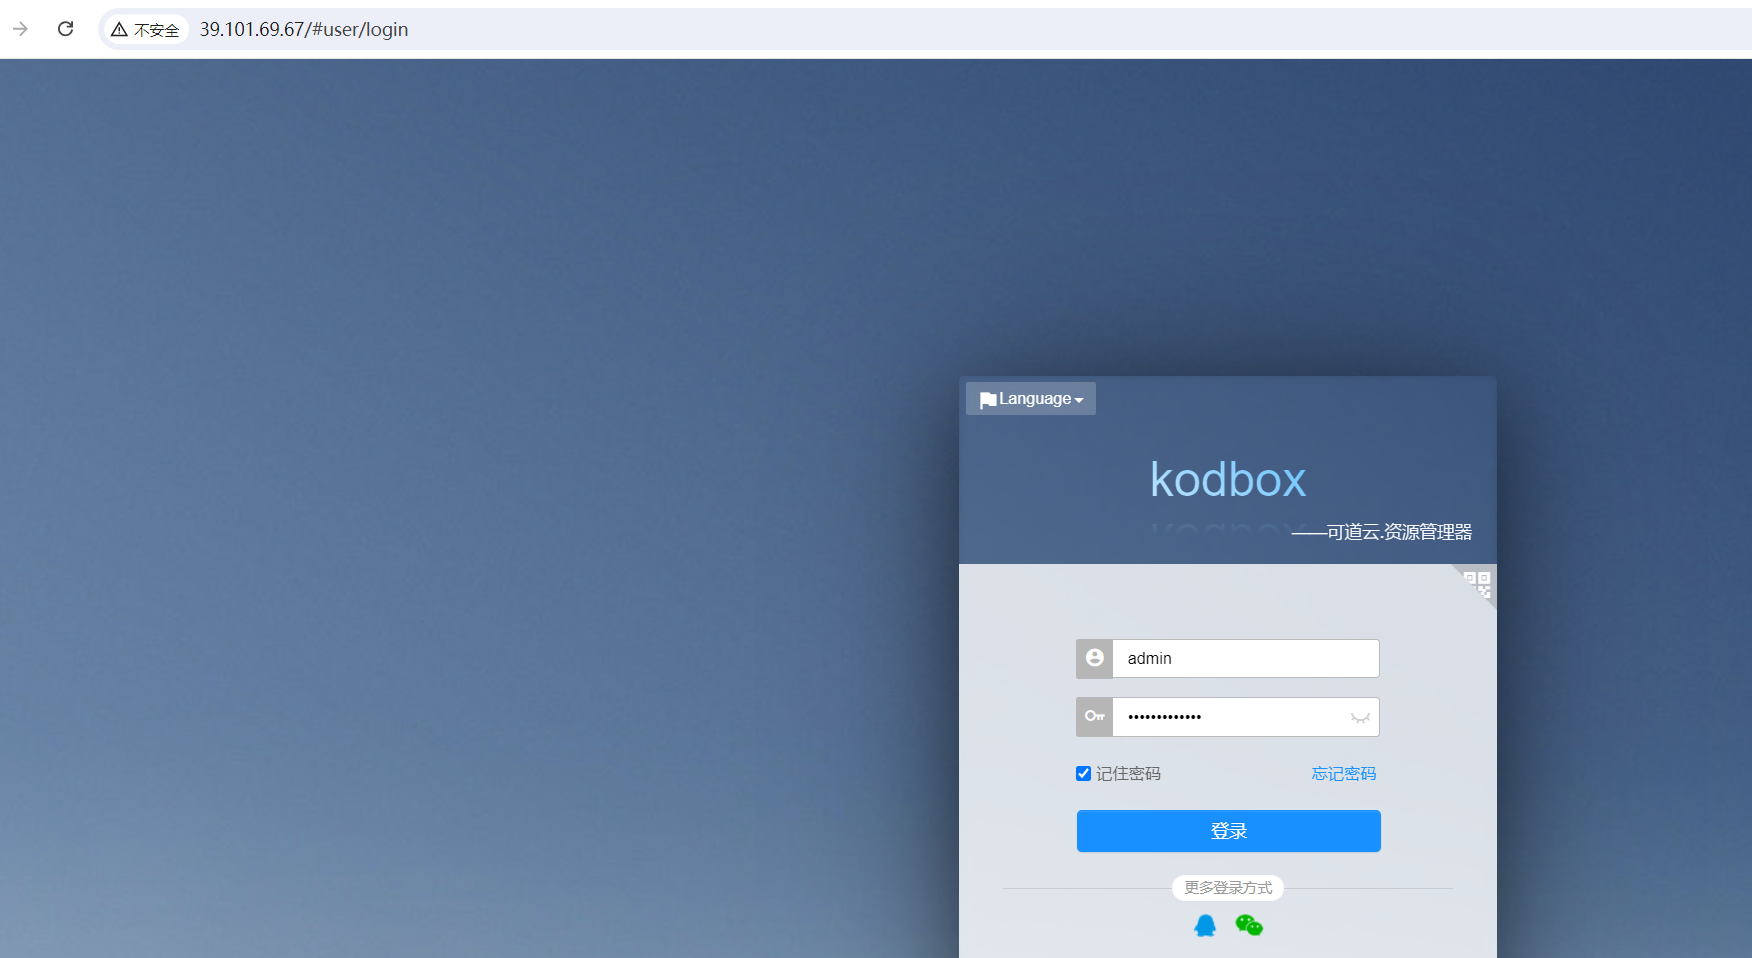 不安全 39.101.69.67/#user/login
Language
kodbox
——可道云.资源管理器
admin
•••••••••••••
记住密码 忘记密码
登录
更多登录方式